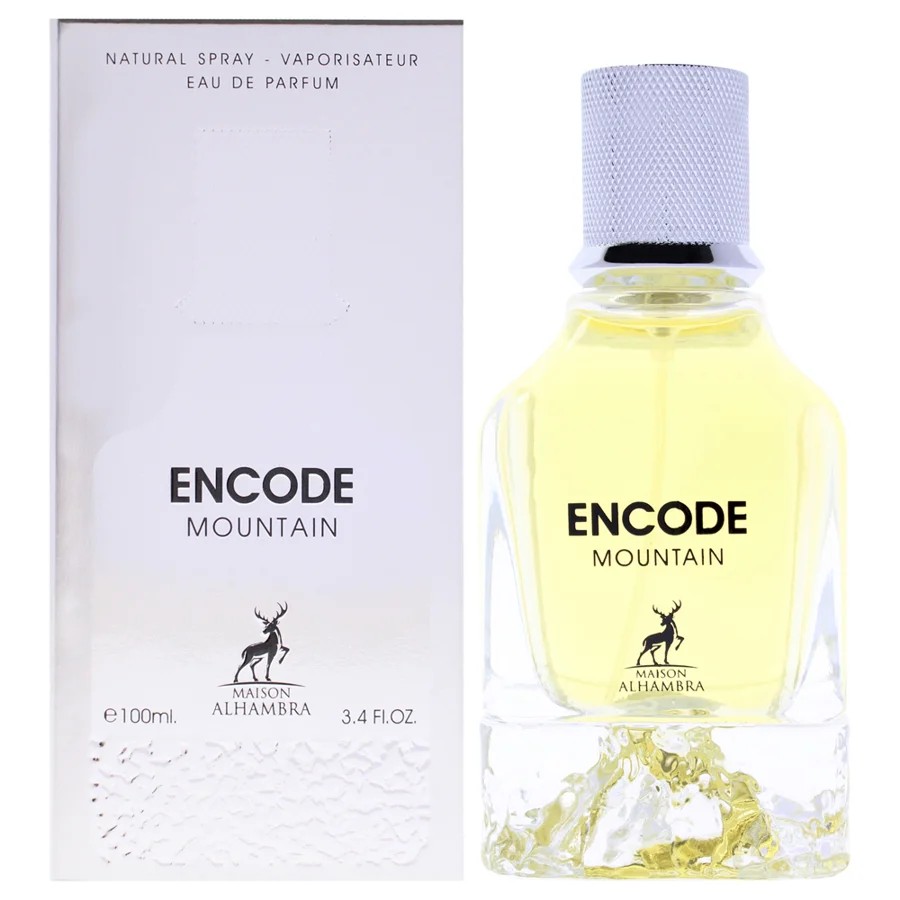 NATURAL SPRAY - VAPORISATEUR
EAU DE PARFUM
ENCODE
MOUNTAIN
MAISON
ALHAMBRA
℮100ml.
3.4 Fl.OZ.
ENCODE
MOUNTAIN
MAISON
ALHAMBRA